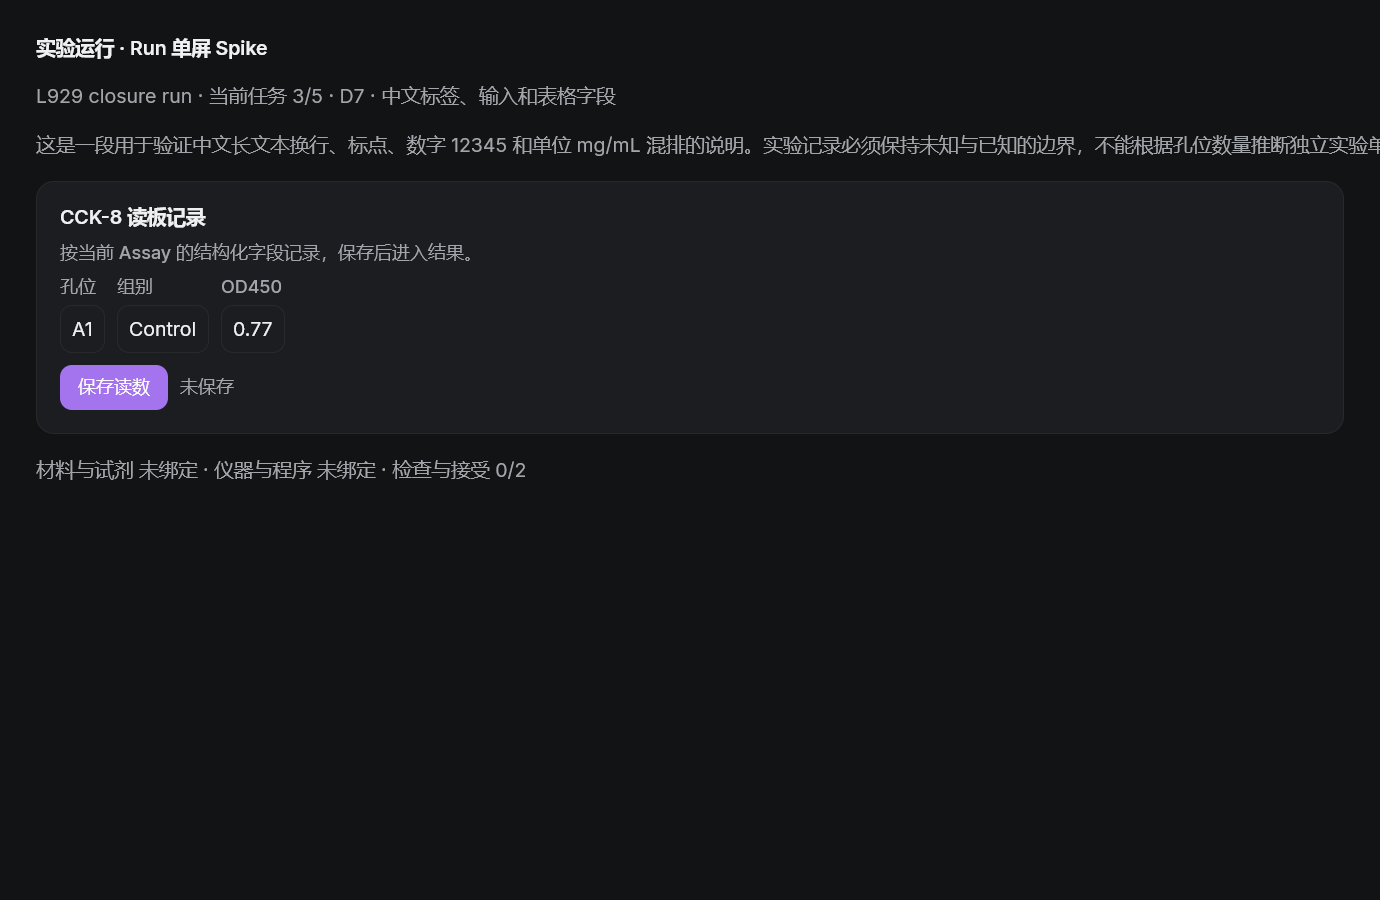 实验运行 · Run 单屏 Spike
L929 closure run · 当前任务 3/5 · D7 · 中文标签、输入和表格字段
这是一段用于验证中文长文本换行、标点、数字 12345 和单位 mg/mL 混排的说明。实验记录必须保持未知与已知的边界，不能根据孔位数量推断独立实验单
CCK-8 读板记录
按当前 Assay 的结构化字段记录，保存后进入结果。
孔位 组别 OD450
A1 Control 0.77
保存读数 未保存
材料与试剂 未绑定 · 仪器与程序 未绑定 · 检查与接受 0/2